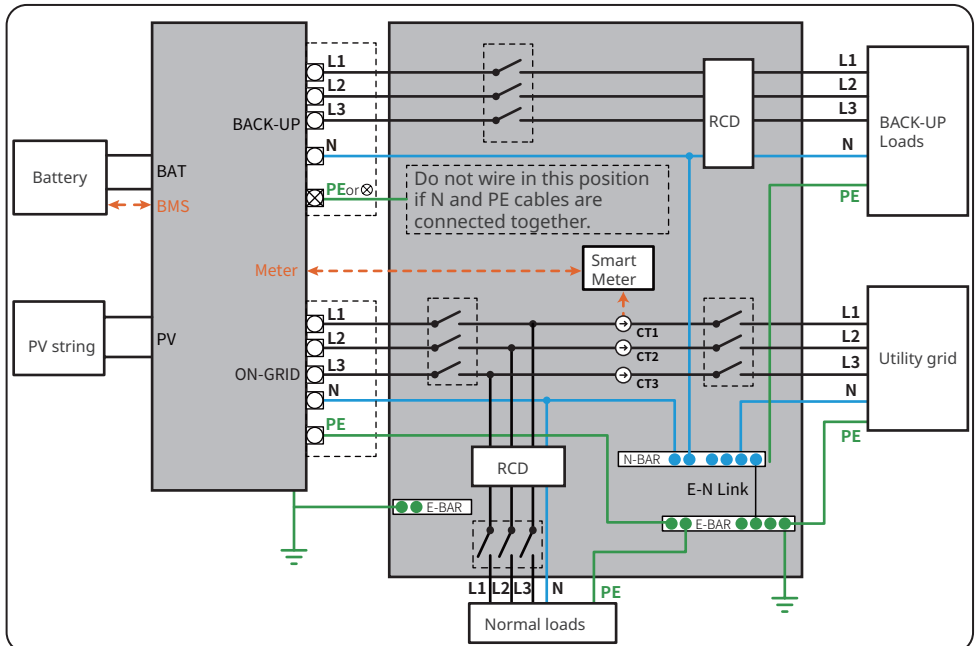 L1
L2
L3
BACK-UP
N
PEor⊗
RCD
L1
L2
L3
N
BACK-UP
Loads
PE
Battery
BAT
BMS
Do not wire in this position
if N and PE cables are
connected together.
Meter
Smart
Meter
PV string
PV
L1
L2
L3
ON-GRID
N
PE
CT1
CT2
CT3
L1
L2
L3
N
Utility grid
PE
RCD
N-BAR
E-N Link
E-BAR
E-BAR
L1 L2 L3 N
PE
Normal loads